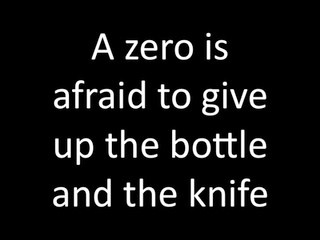 A zero is
afraid to give
up the bottle
and the knife